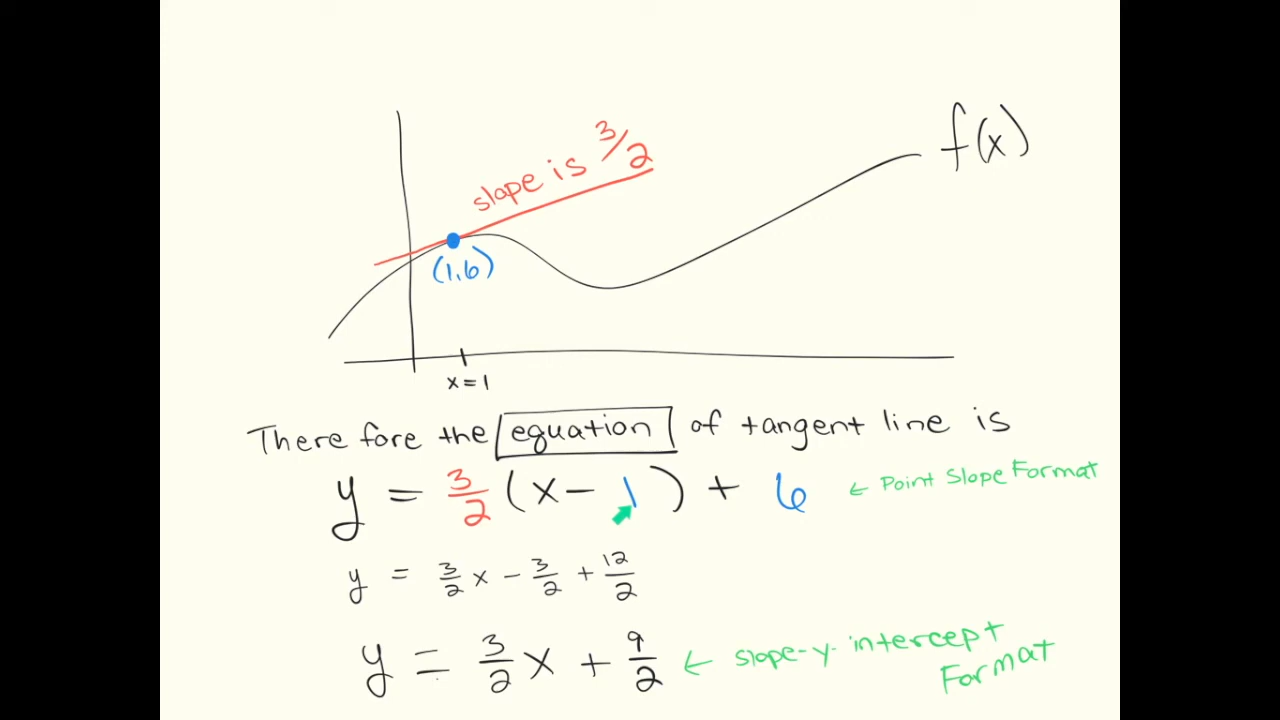 slope is 3/2
f(x)
(1,6)
x=1
There fore the equation of tangent line is
y = 3/2 (x - 1) + 6 ← Point Slope Format
y = 3/2 x - 3/2 + 12/2
y = 3/2 x + 9/2 ← slope-y-intercept
Format